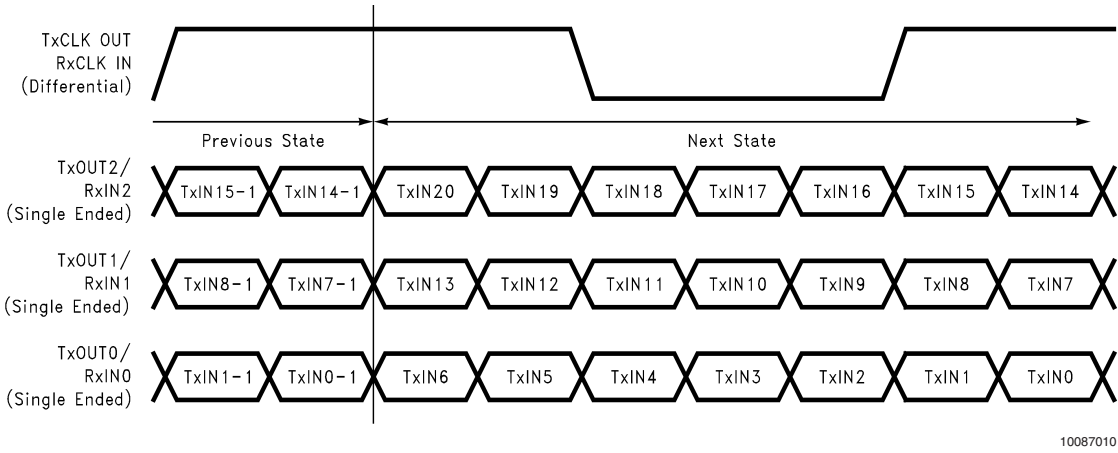 TxCLK OUT
RxCLK IN
(Differential)
Previous State
Next State
TxOUT2/
RxIN2
(Single Ended)
TxIN15-1 TxIN14-1 TxIN20 TxIN19 TxIN18 TxIN17 TxIN16 TxIN15 TxIN14
TxOUT1/
RxIN1
(Single Ended)
TxIN8-1 TxIN7-1 TxIN13 TxIN12 TxIN11 TxIN10 TxIN9 TxIN8 TxIN7
TxOUT0/
RxIN0
(Single Ended)
TxIN1-1 TxIN0-1 TxIN6 TxIN5 TxIN4 TxIN3 TxIN2 TxIN1 TxIN0
10087010